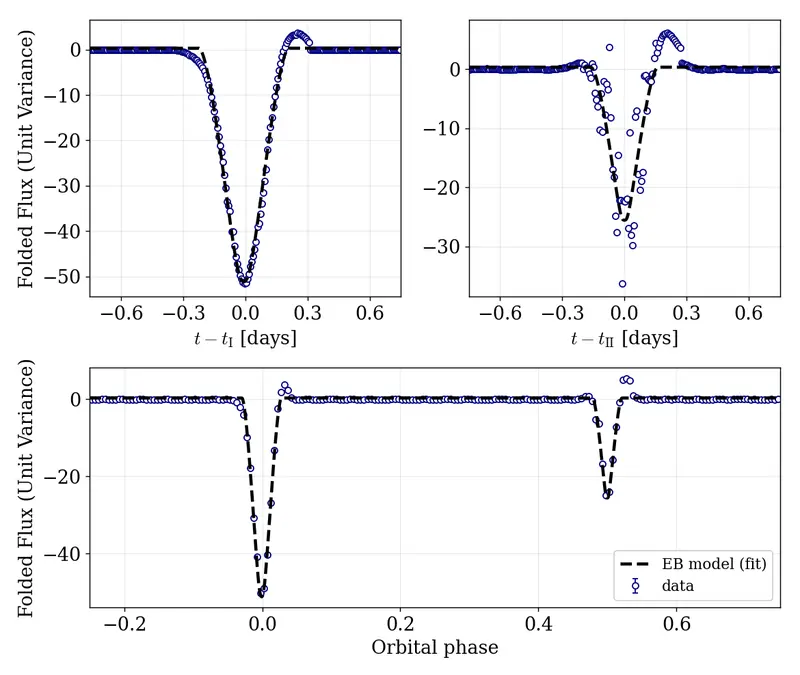 Folded Flux (Unit Variance)
0
−10
−20
−30
−40
−50
−0.6 −0.3 0.0 0.3 0.6
t − t_I [days]
0
−10
−20
−30
−0.6 −0.3 0.0 0.3 0.6
t − t_II [days]
Folded Flux (Unit Variance)
0
−20
−40
−0.2 0.0 0.2 0.4 0.6
Orbital phase
EB model (fit)
data